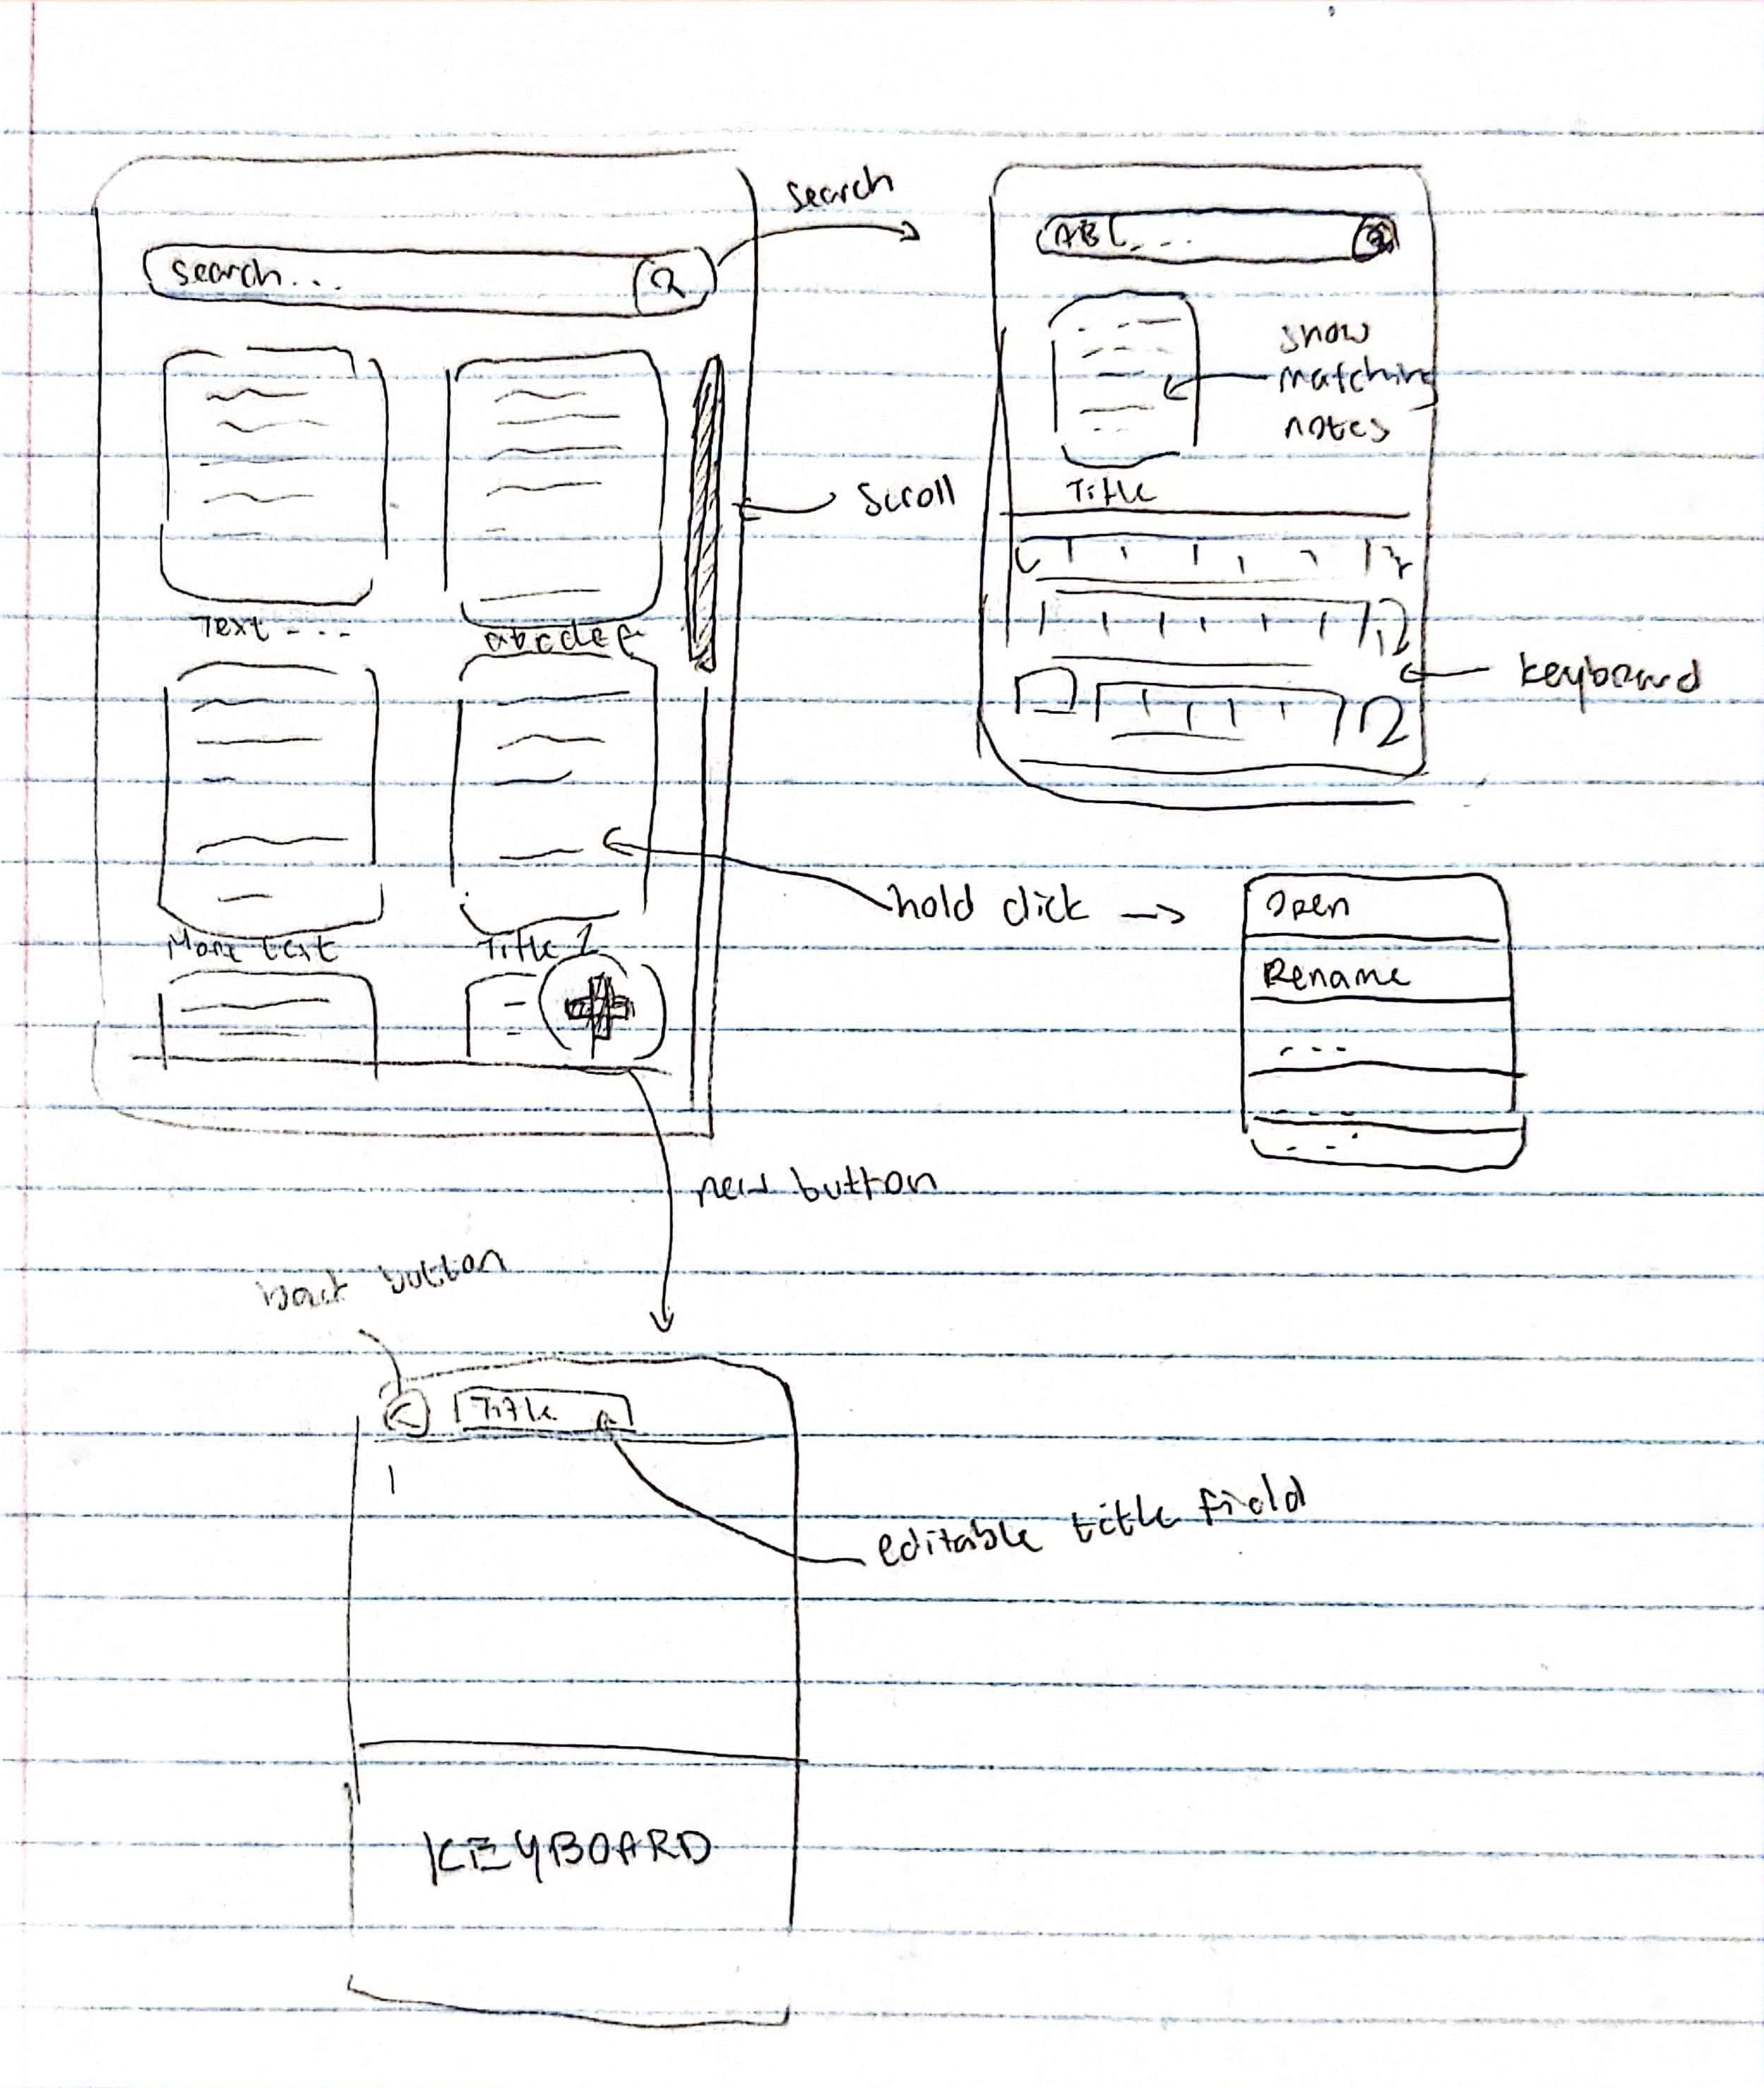 search
search...
ABC...
show
matching
notes
Title
scroll
Text ...
abcdef
keyboard
hold click
More text
Title 1
Open
Rename
...
...
new button
back button
<
Title
editable title field
KEYBOARD